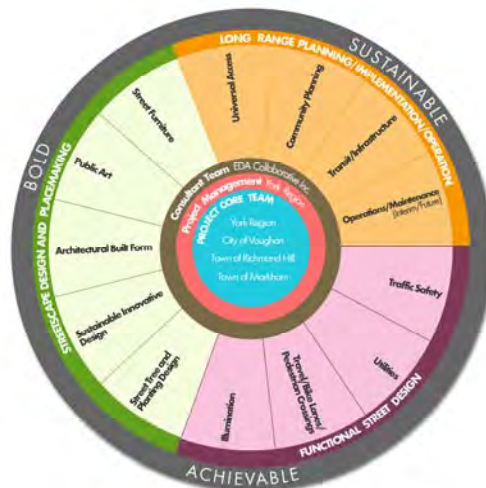 BOLD
SUSTAINABLE
ACHIEVABLE
LONG RANGE PLANNING/IMPLEMENTATION/OPERATION
Universal Access
Community Planning
Transit/Infrastructure
Operations/Maintenance
(Interim/Future)
FUNCTIONAL STREET DESIGN
Traffic Safety
Utilities
Travel/Bike Lanes/
Pedestrian Crossings
Illumination
STREETSCAPE DESIGN AND PLACEMAKING
Street Tree and
Planting Design
Sustainable Innovative
Design
Architectural Built Form
Public Art
Street Furniture
Consultant Team EDA Collaborative Inc.
Project Management York Region
PROJECT CORE TEAM
York Region
City of Vaughan
Town of Richmond Hill
Town of Markham